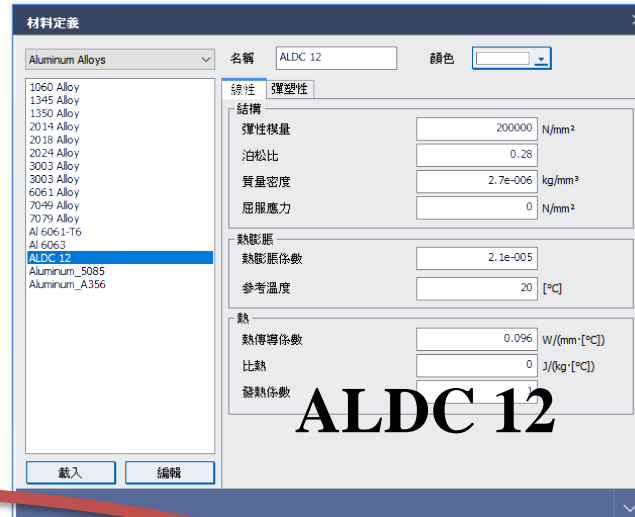 材料定義
Aluminum Alloys
名稱 ALDC 12 顏色
1060 Alloy
1345 Alloy
1350 Alloy
2014 Alloy
2018 Alloy
2024 Alloy
3003 Alloy
3003 Alloy
6061 Alloy
7049 Alloy
7079 Alloy
Al 6061-T6
Al 6063
ALDC 12
Aluminum_5085
Aluminum_A356
線性 彈塑性
結構
彈性模量 200000 N/mm²
泊松比 0.28
質量密度 2.7e-006 kg/mm³
屈服應力 0 N/mm²
熱膨脹
熱膨脹係數 2.1e-005
參考溫度 20 [°C]
熱
熱傳導係數 0.096 W/(mm·[°C])
比熱 0 J/(kg·[°C])
發熱係數 1
ALDC 12
載入 編輯